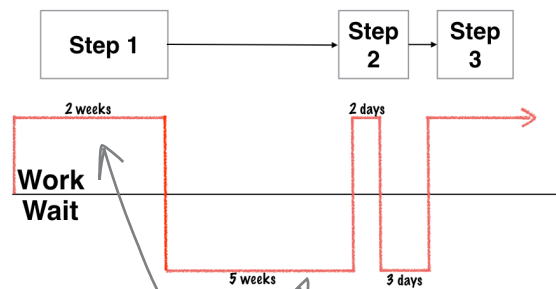 Step 1
Step
2
Step
3
2 weeks
2 days
Work
Wait
5 weeks
3 days